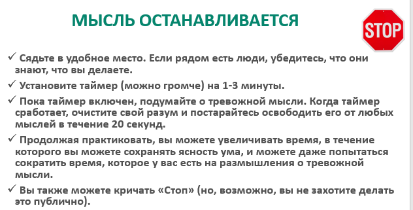 МЫСЛЬ ОСТАНАВЛИВАЕТСЯ
STOP
✓ Сядьте в удобное место. Если рядом есть люди, убедитесь, что они
знают, что вы делаете.
✓ Установите таймер (можно громче) на 1-3 минуты.
✓ Пока таймер включен, подумайте о тревожной мысли. Когда таймер
сработает, очистите свой разум и постарайтесь освободить его от любых
мыслей в течение 20 секунд.
✓ Продолжая практиковать, вы можете увеличивать время, в течение
которого вы можете сохранять ясность ума, и можете даже попытаться
сократить время, которое у вас есть на размышления о тревожной
мысли.
✓ Вы также можете кричать «Стоп» (но, возможно, вы не захотите делать
это публично).